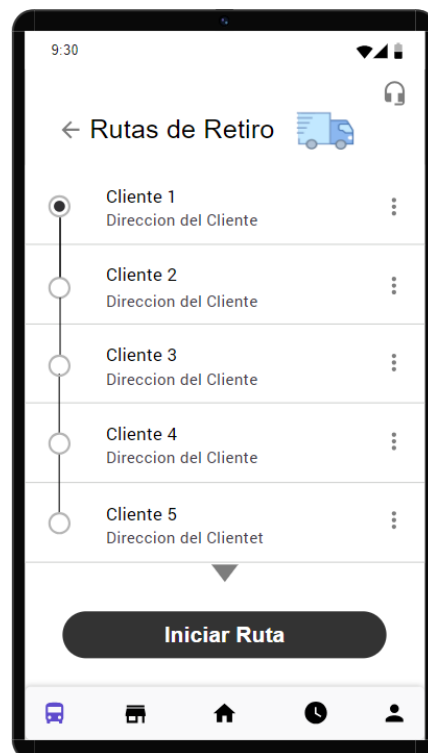 9:30
Rutas de Retiro
Cliente 1
Direccion del Cliente
Cliente 2
Direccion del Cliente
Cliente 3
Direccion del Cliente
Cliente 4
Direccion del Cliente
Cliente 5
Direccion del Clientet
Iniciar Ruta